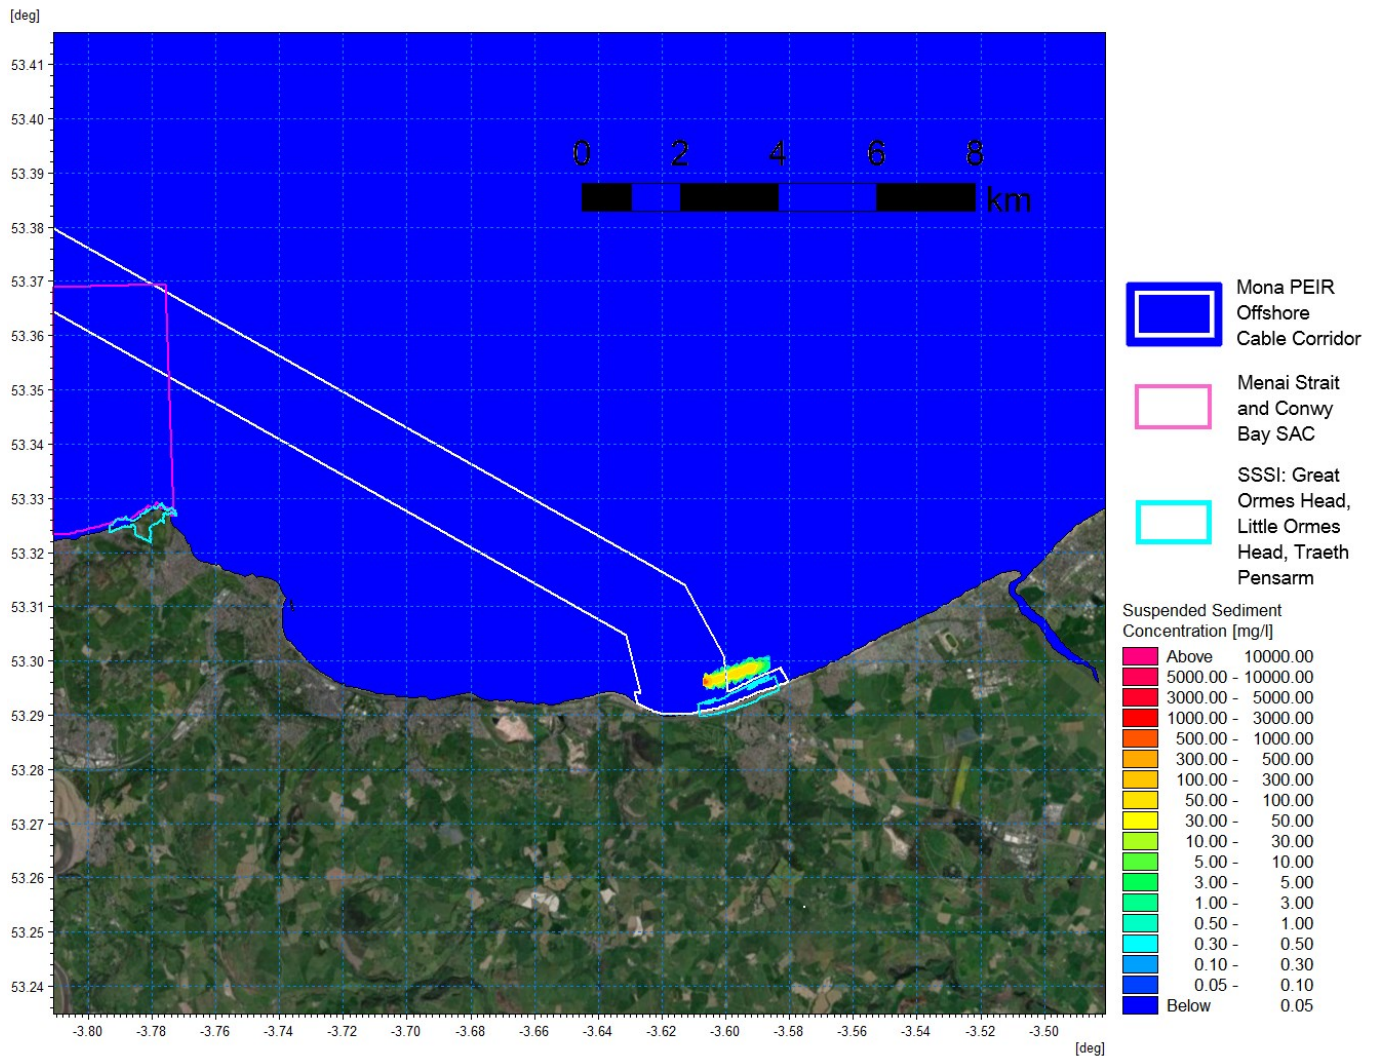 [deg]
53.41
53.40
53.39
53.38
53.37
53.36
53.35
53.34
53.33
53.32
53.31
53.30
53.29
53.28
53.27
53.26
53.25
53.24
0 2 4 6 8
km
-3.80 -3.78 -3.76 -3.74 -3.72 -3.70 -3.68 -3.66 -3.64 -3.62 -3.60 -3.58 -3.56 -3.54 -3.52 -3.50
[deg]
Mona PEIR
Offshore
Cable Corridor
Menai Strait
and Conwy
Bay SAC
SSSI: Great
Ormes Head,
Little Ormes
Head, Traeth
Pensarm
Suspended Sediment
Concentration [mg/l]
Above 10000.00
5000.00 - 10000.00
3000.00 - 5000.00
1000.00 - 3000.00
500.00 - 1000.00
300.00 - 500.00
100.00 - 300.00
50.00 - 100.00
30.00 - 50.00
10.00 - 30.00
5.00 - 10.00
3.00 - 5.00
1.00 - 3.00
0.50 - 1.00
0.30 - 0.50
0.10 - 0.30
0.05 - 0.10
Below 0.05